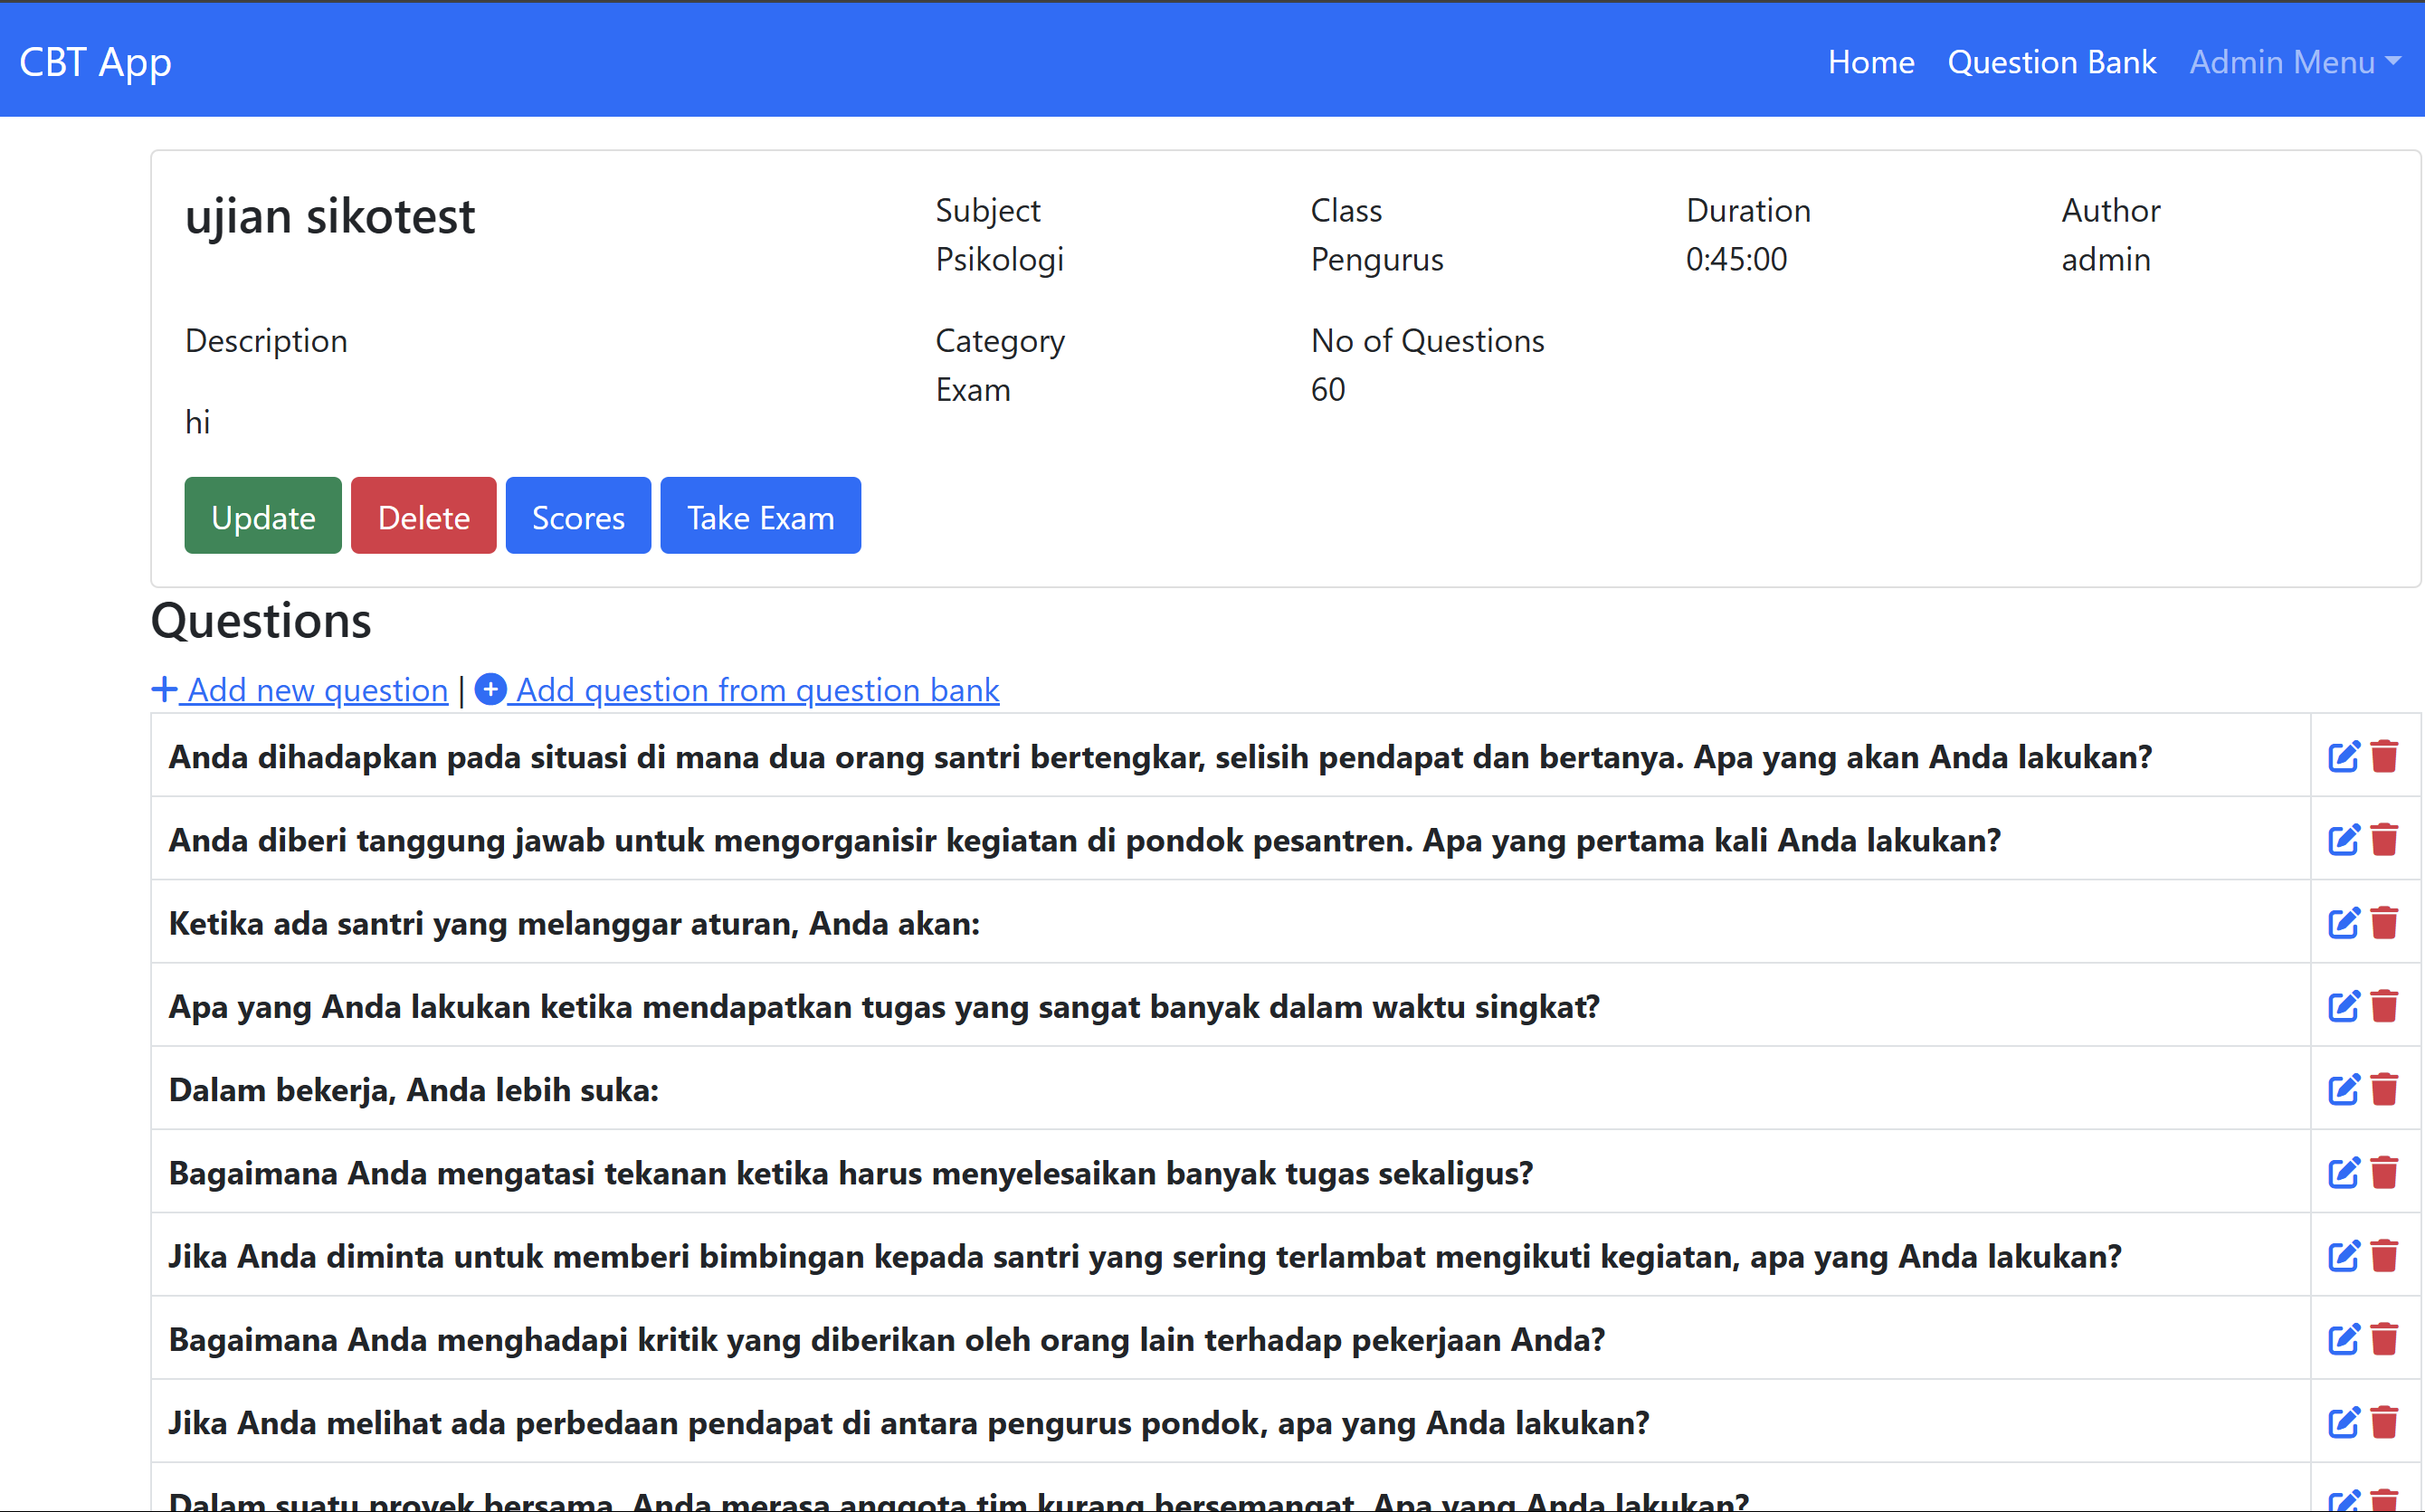 CBT App
Home Question Bank Admin Menu
ujian sikotest
Subject
Psikologi
Class
Pengurus
Duration
0:45:00
Author
admin
Description
hi
Category
Exam
No of Questions
60
Update Delete Scores Take Exam
Questions
Add new question | Add question from question bank
Anda dihadapkan pada situasi di mana dua orang santri bertengkar, selisih pendapat dan bertanya. Apa yang akan Anda lakukan?
Anda diberi tanggung jawab untuk mengorganisir kegiatan di pondok pesantren. Apa yang pertama kali Anda lakukan?
Ketika ada santri yang melanggar aturan, Anda akan:
Apa yang Anda lakukan ketika mendapatkan tugas yang sangat banyak dalam waktu singkat?
Dalam bekerja, Anda lebih suka:
Bagaimana Anda mengatasi tekanan ketika harus menyelesaikan banyak tugas sekaligus?
Jika Anda diminta untuk memberi bimbingan kepada santri yang sering terlambat mengikuti kegiatan, apa yang Anda lakukan?
Bagaimana Anda menghadapi kritik yang diberikan oleh orang lain terhadap pekerjaan Anda?
Jika Anda melihat ada perbedaan pendapat di antara pengurus pondok, apa yang Anda lakukan?
Dalam suatu proyek bersama, Anda merasa anggota tim kurang bersemangat. Apa yang Anda lakukan?